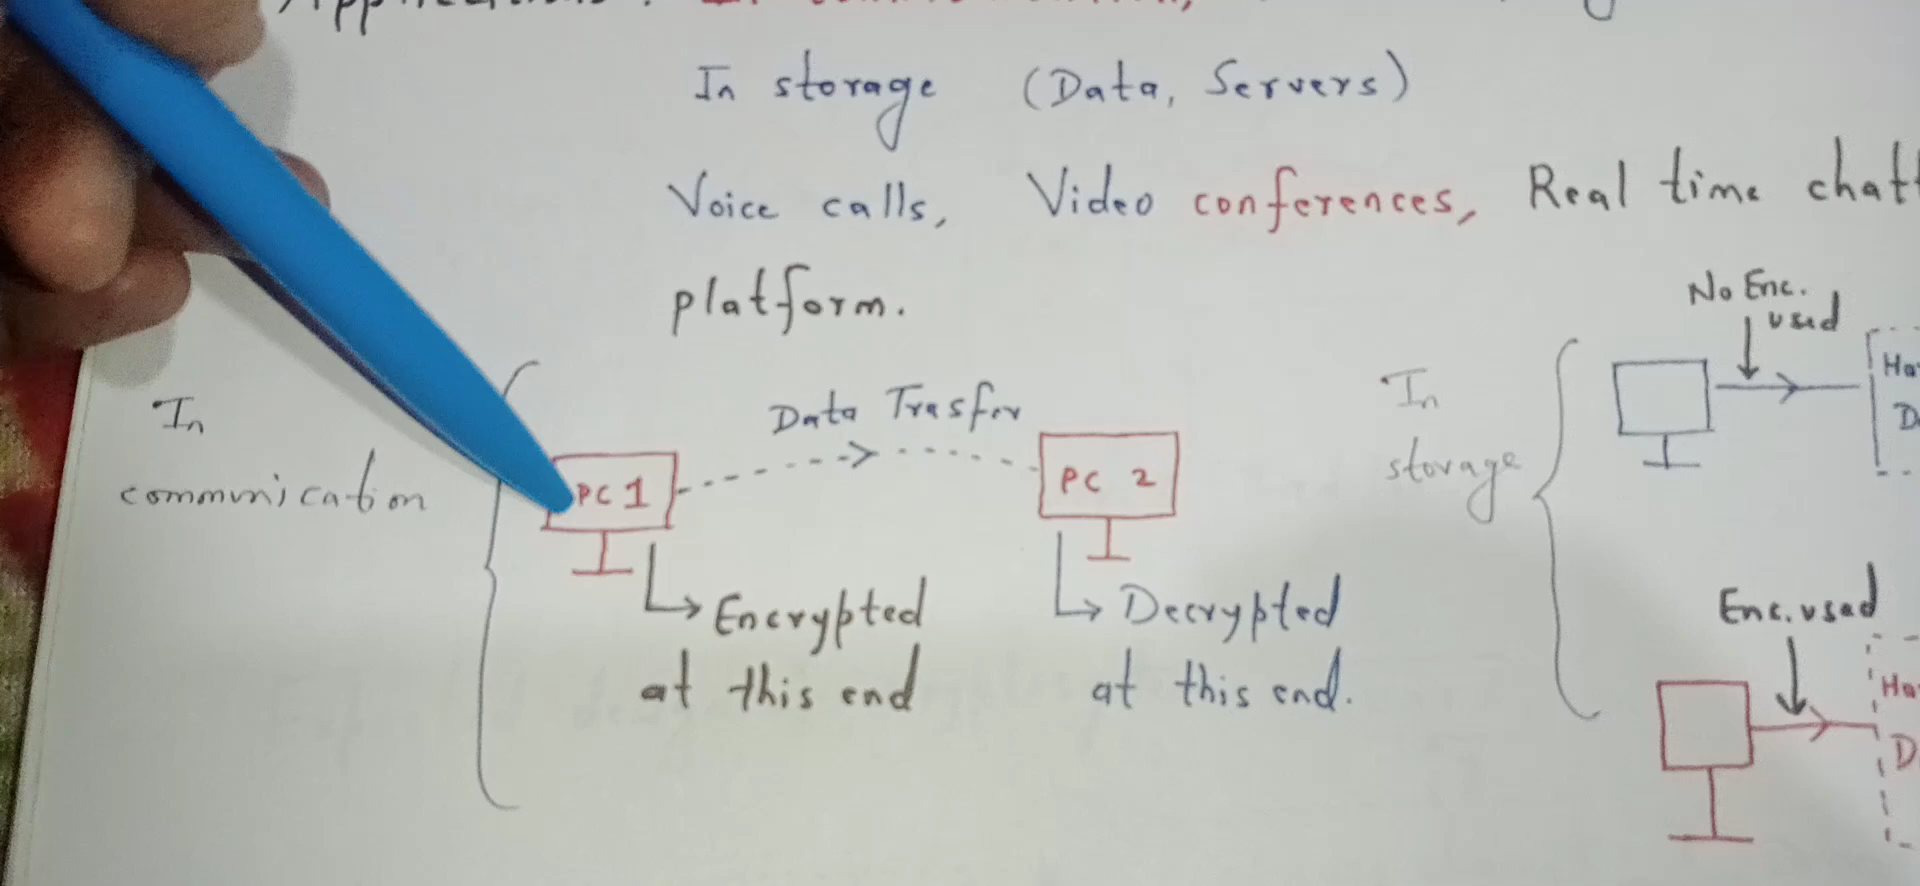 Applications:
In storage (Data, Servers)
Voice calls, Video conferences, Real time
platform.
In communication
Data Trasfer
PC 1
PC 2
Encrypted
at this end
Decrypted
at this end.
In storage
No Enc.
used
Enc. used